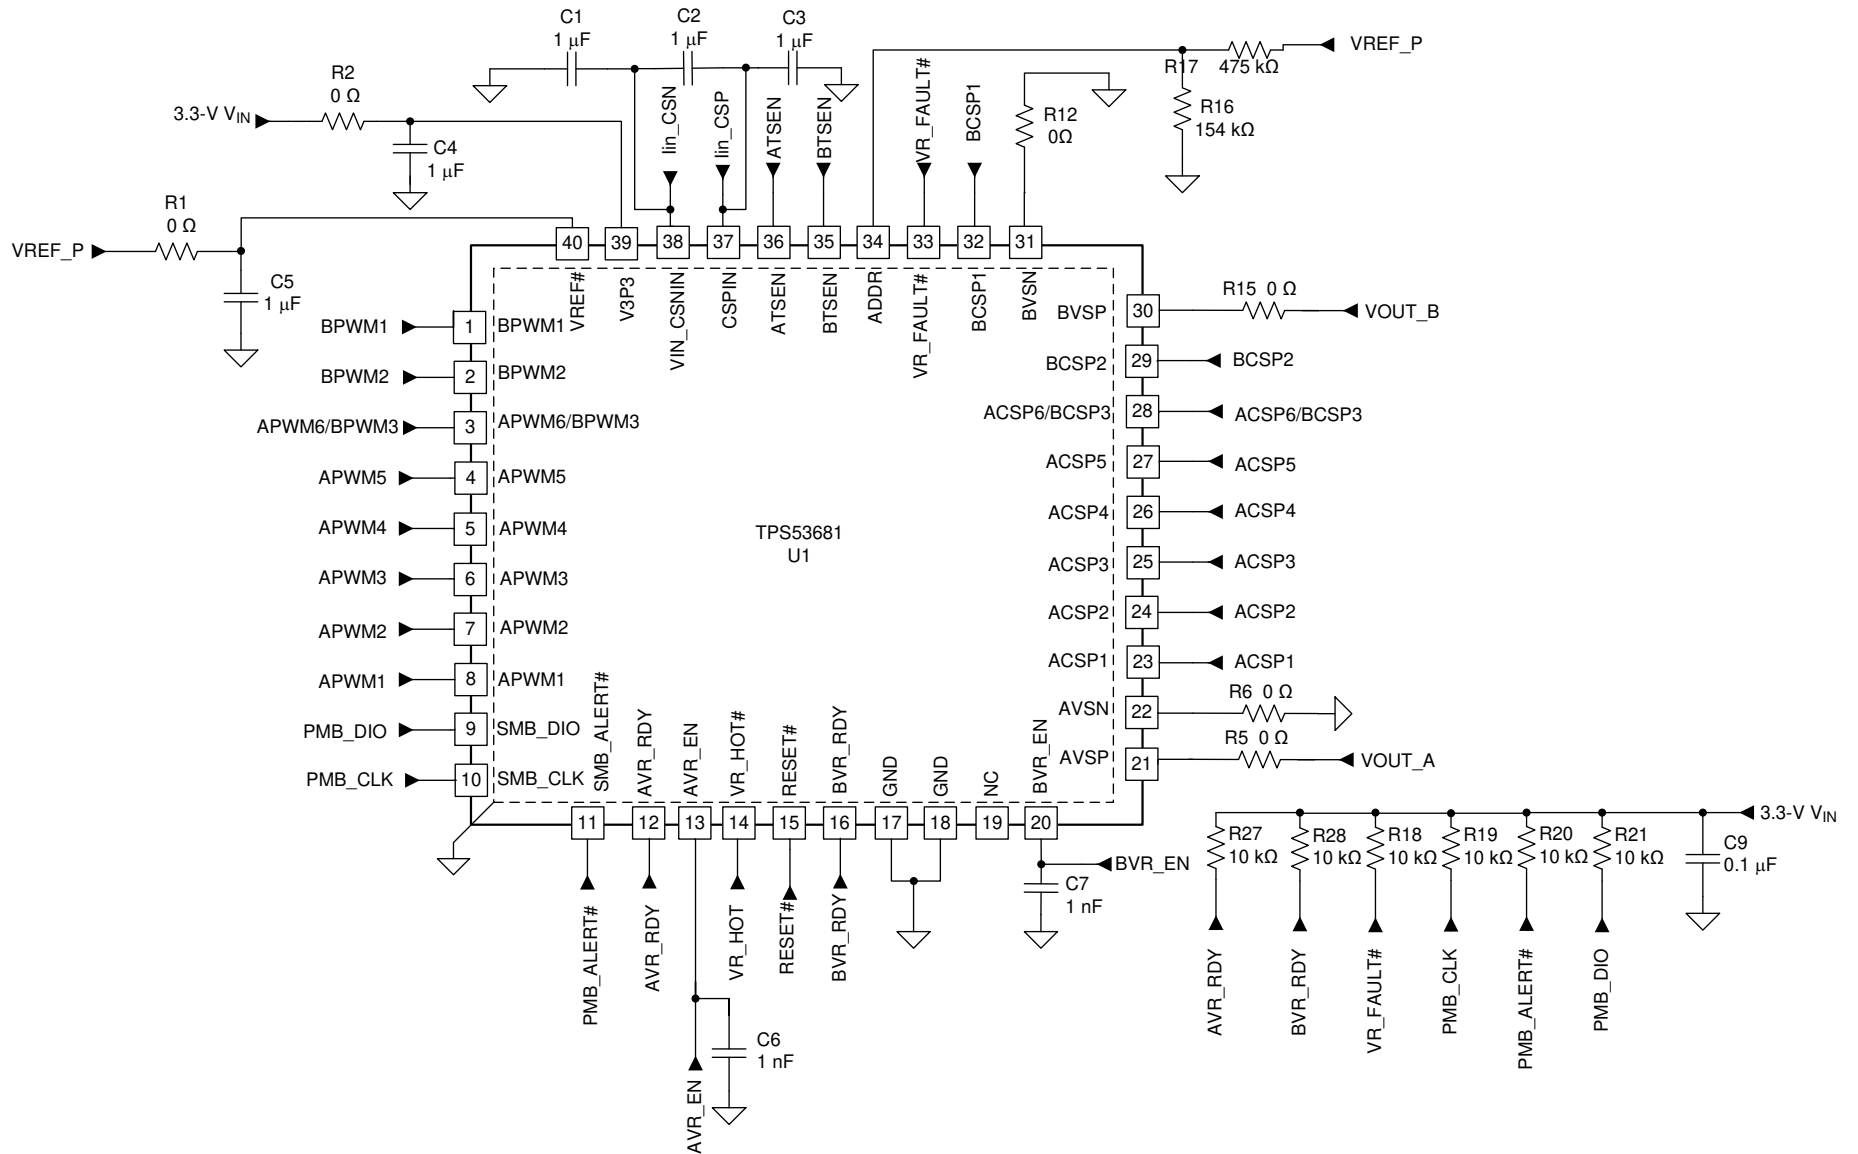 C1
1 μF
C2
1 μF
C3
1 μF
R2
0 Ω
3.3-V VIN
C4
1 μF
Iin_CSN
Iin_CSP
ATSEN
BTSEN
VR_FAULT#
BCSP1
R12
0Ω
R17
475 kΩ
VREF_P
R16
154 kΩ
R1
0 Ω
VREF_P
C5
1 μF
40
39
38
37
36
35
34
33
32
31
VREF#
V3P3
VIN_CSNIN
CSPIN
ATSEN
BTSEN
ADDR
VR_FAULT#
BCSP1
BVSN
BPWM1
1
BPWM1
BPWM2
2
BPWM2
APWM6/BPWM3
3
APWM6/BPWM3
APWM5
4
APWM5
APWM4
5
APWM4
APWM3
6
APWM3
APWM2
7
APWM2
APWM1
8
APWM1
PMB_DIO
9
SMB_DIO
PMB_CLK
10
SMB_CLK
TPS53681
U1
BVSP
30
R15 0 Ω
VOUT_B
BCSP2
29
BCSP2
ACSP6/BCSP3
28
ACSP6/BCSP3
ACSP5
27
ACSP5
ACSP4
26
ACSP4
ACSP3
25
ACSP3
ACSP2
24
ACSP2
ACSP1
23
ACSP1
AVSN
22
R6 0 Ω
AVSP
21
R5 0 Ω
VOUT_A
SMB_ALERT#
AVR_RDY
AVR_EN
VR_HOT#
RESET#
BVR_RDY
GND
GND
NC
BVR_EN
11
12
13
14
15
16
17
18
19
20
PMB_ALERT#
AVR_RDY
AVR_EN
VR_HOT
RESET#
BVR_RDY
BVR_EN
C7
1 nF
C6
1 nF
3.3-V VIN
R27
10 kΩ
R28
10 kΩ
R18
10 kΩ
R19
10 kΩ
R20
10 kΩ
R21
10 kΩ
C9
0.1 μF
AVR_RDY
BVR_RDY
VR_FAULT#
PMB_CLK
PMB_ALERT#
PMB_DIO